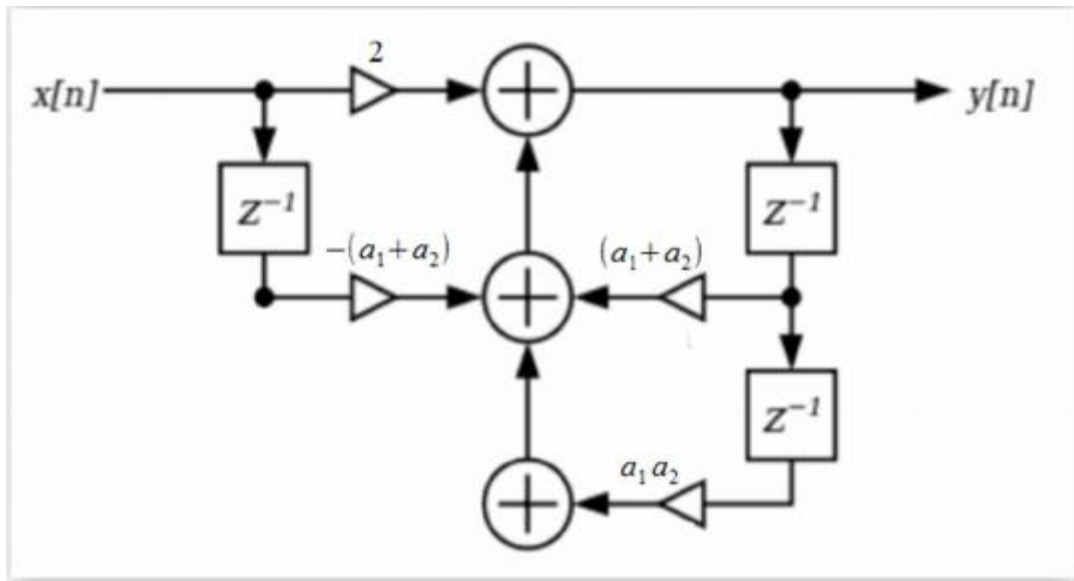 2
x[n]
y[n]
z⁻¹
z⁻¹
−(a₁+a₂)
(a₁+a₂)
z⁻¹
a₁a₂